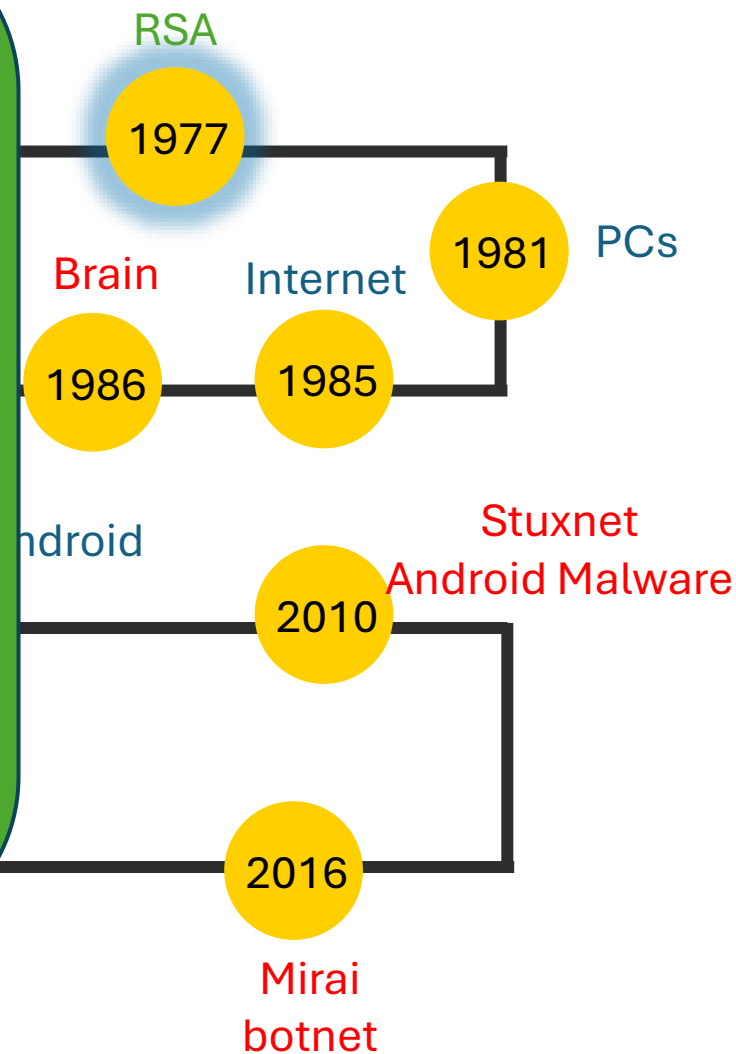 RSA
1977
1981
PCs
Brain
Internet
1986
1985
ndroid
Stuxnet
Android Malware
2010
2016
Mirai
botnet